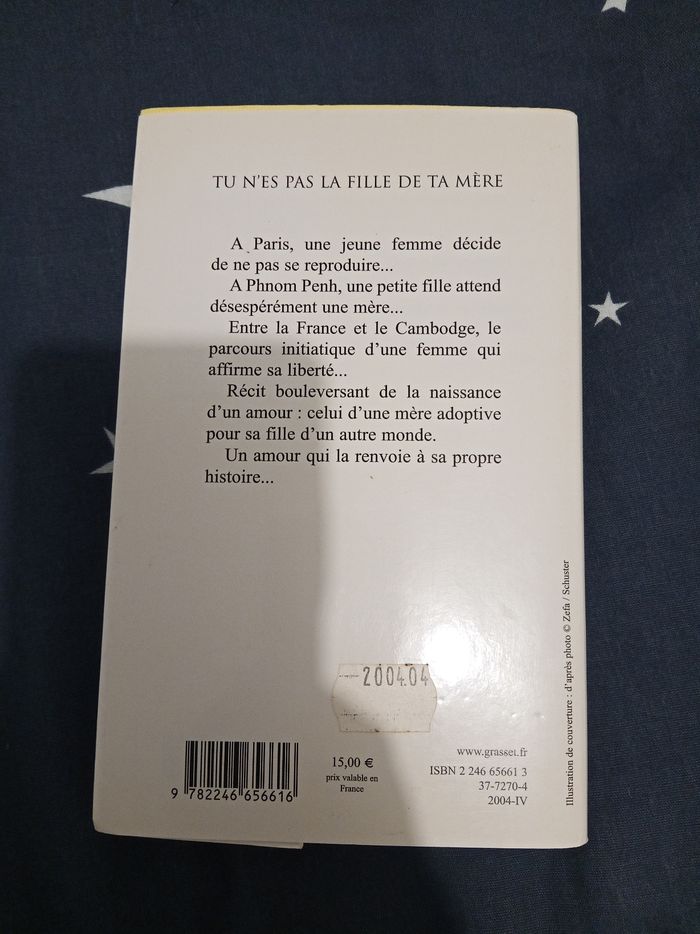 TU N'ES PAS LA FILLE DE TA MÈRE
A Paris, une jeune femme décide
de ne pas se reproduire...
A Phnom Penh, une petite fille attend
désespérément une mère...
Entre la France et le Cambodge, le
parcours initiatique d'une femme qui
affirme sa liberté...
Récit bouleversant de la naissance
d'un amour : celui d'une mère adoptive
pour sa fille d'un autre monde.
Un amour qui la renvoie à sa propre
histoire...
Illustration de couverture : d'après photo © Zefa / Schuster
200404
9 782246 656616
15,00 €
prix valable en
France
www.grasset.fr
ISBN 2 246 65661 3
37-7270-4
2004-IV